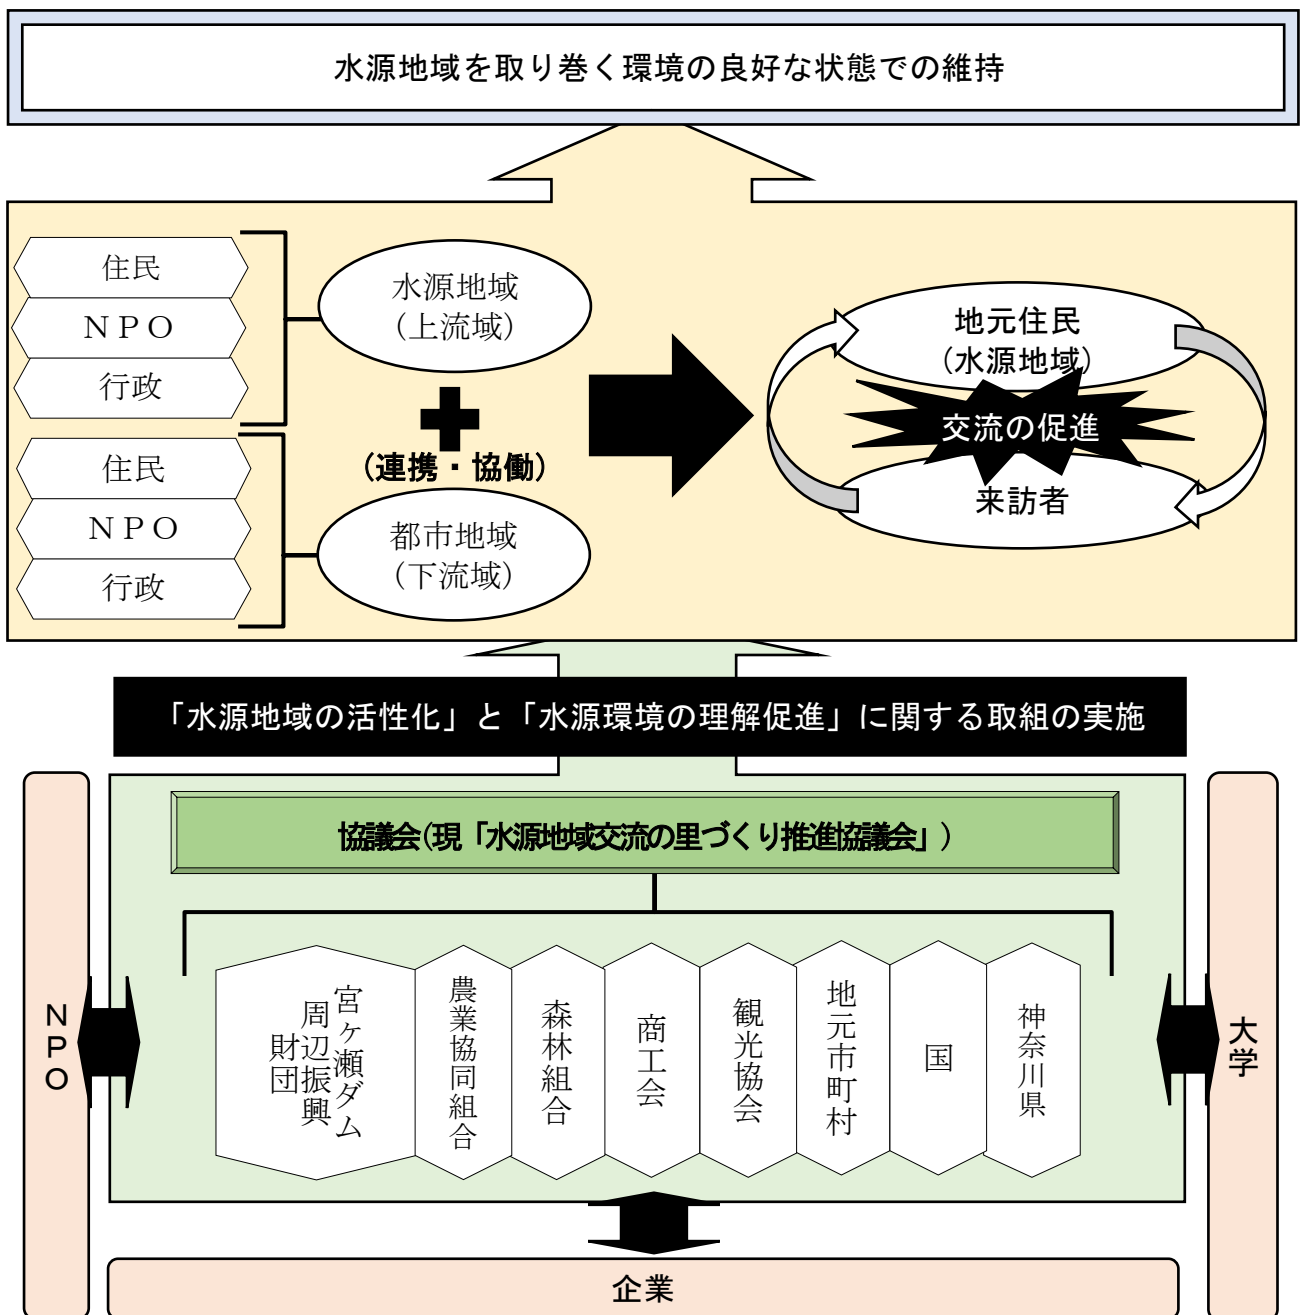 水源地域を取り巻く環境の良好な状態での維持
住民
ＮＰＯ
行政
水源地域
（上流域）
(連携・協働)
住民
ＮＰＯ
行政
都市地域
（下流域）
地元住民
(水源地域)
交流の促進
来訪者
「水源地域の活性化」と「水源環境の理解促進」に関する取組の実施
協議会(現「水源地域交流の里づくり推進協議会」)
宮ヶ瀬ダム
周辺振興
財団
農業協同組合
森林組合
商工会
観光協会
地元市町村
国
神奈川県
ＮＰＯ
大学
企業